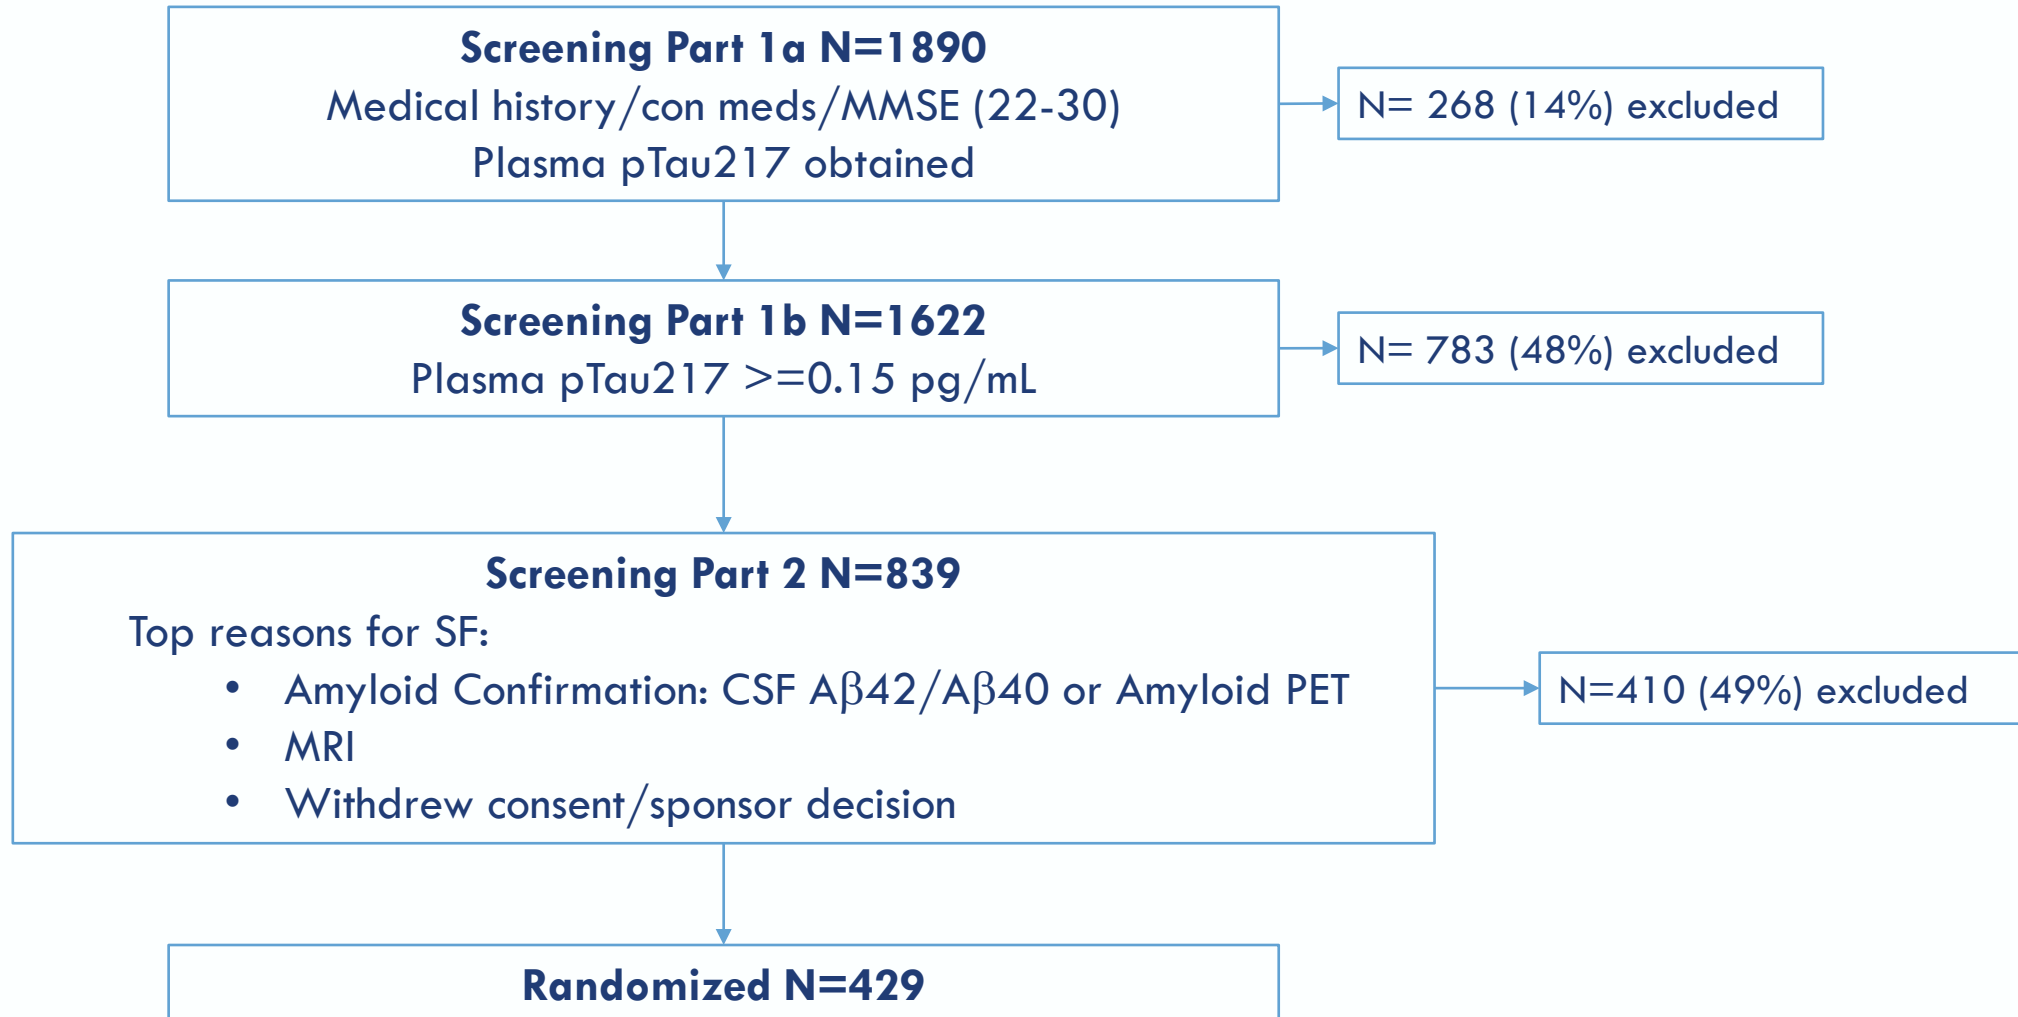 Screening Part 1a N=1890
Medical history/con meds/MMSE (22-30)
Plasma pTau217 obtained
N= 268 (14%) excluded
Screening Part 1b N=1622
Plasma pTau217 >=0.15 pg/mL
N= 783 (48%) excluded
Screening Part 2 N=839
Top reasons for SF:
• Amyloid Confirmation: CSF Aβ42/Aβ40 or Amyloid PET
• MRI
• Withdrew consent/sponsor decision
N=410 (49%) excluded
Randomized N=429